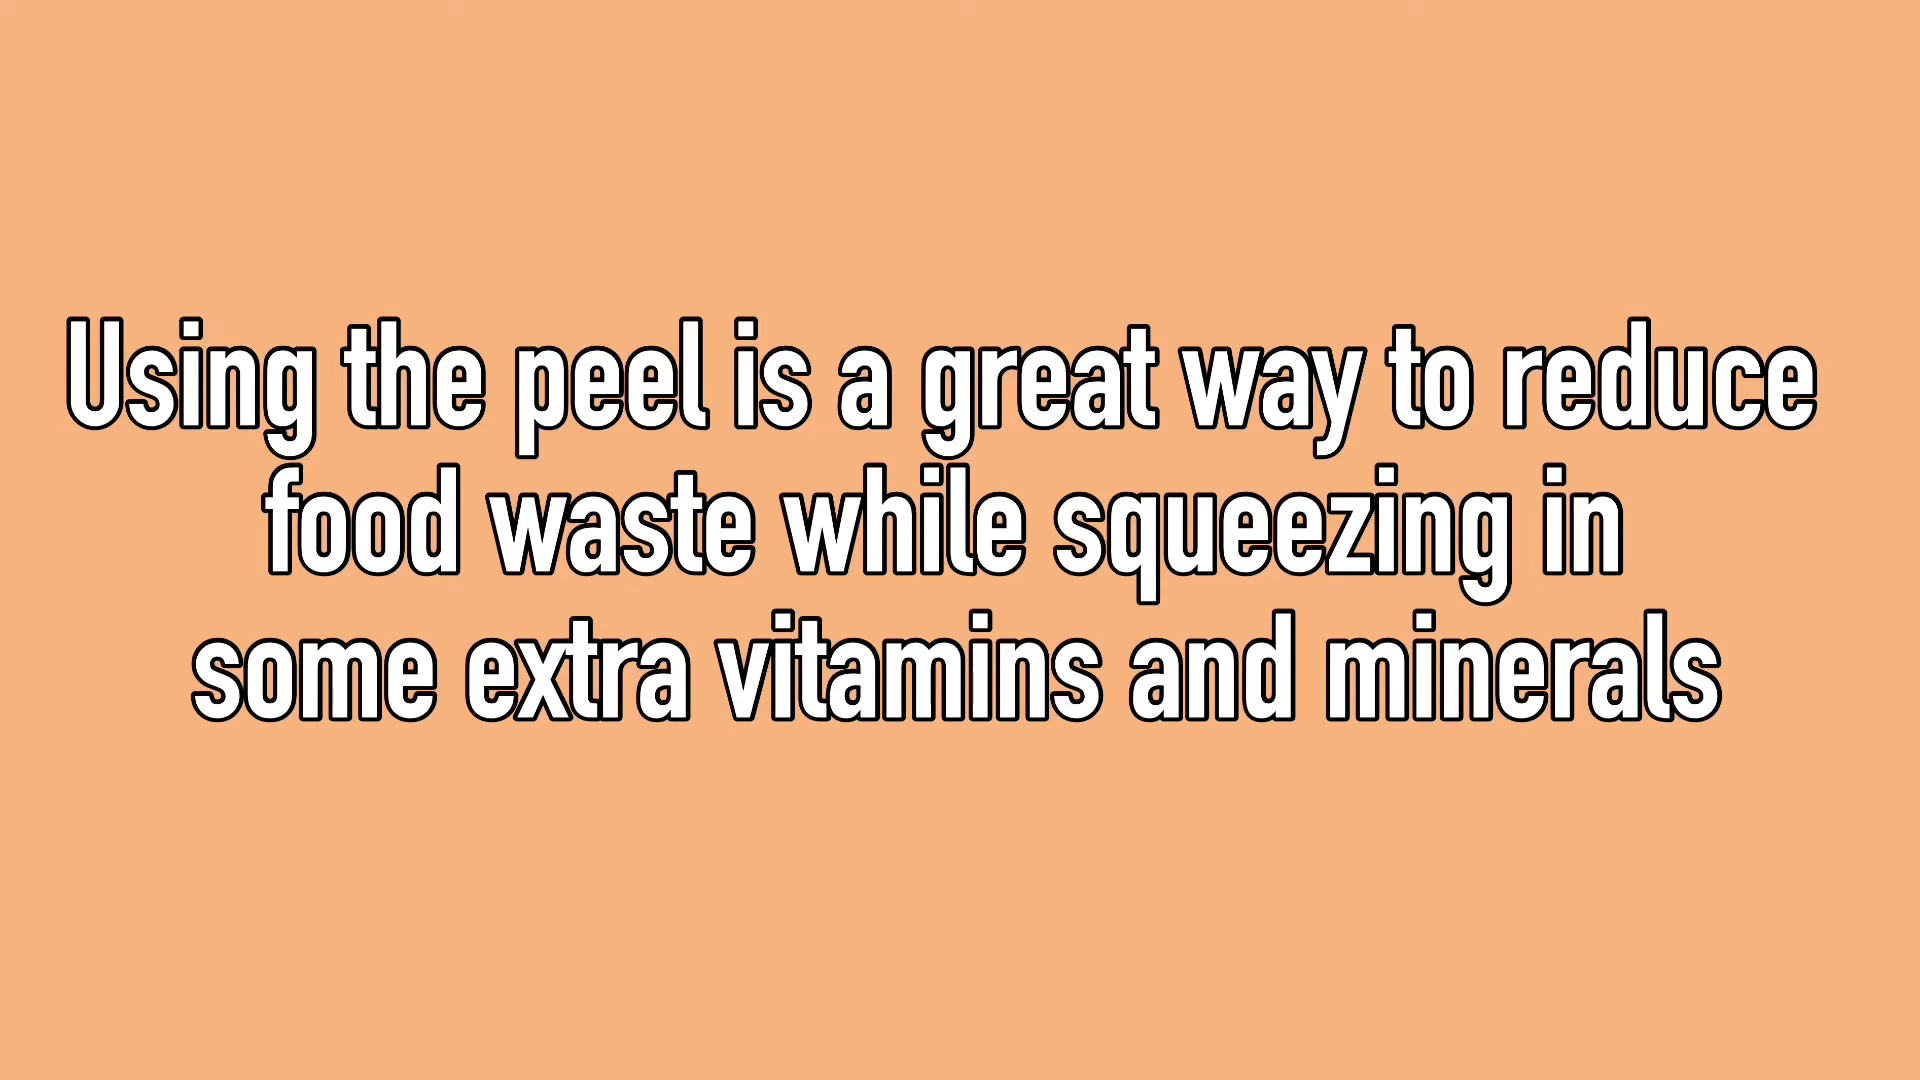 Using the peel is a great way to reduce
food waste while squeezing in
some extra vitamins and minerals